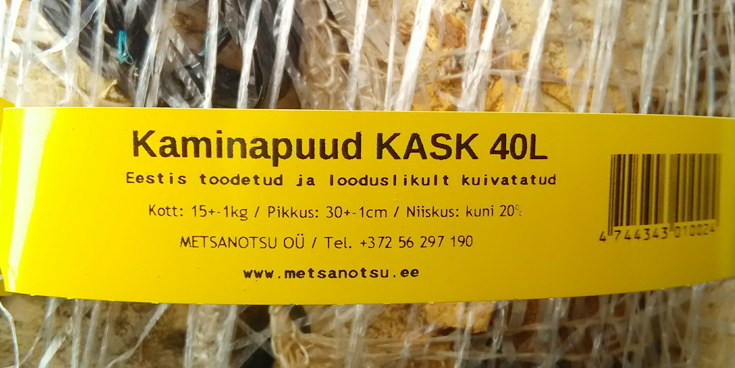 Kaminapuud KASK 40L
Eestis toodetud ja looduslikult kuivatatud
Kott: 15+-1kg / Pikkus: 30+-1cm / Niiskus: kuni 20%
METSANOTSU OÜ / Tel. +372 56 297 190
www.metsanotsu.ee
4 744343 010024